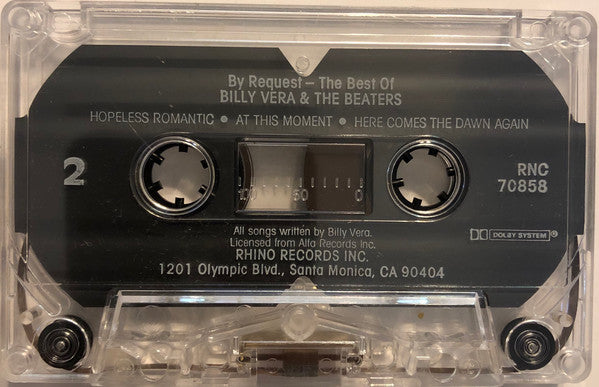 By Request — The Best Of
BILLY VERA & THE BEATERS
HOPELESS ROMANTIC • AT THIS MOMENT • HERE COMES THE DAWN AGAIN
2
RNC
70858
100 50 0
All songs written by Billy Vera.
Licensed from Alfa Records Inc.
RHINO RECORDS INC.
1201 Olympic Blvd., Santa Monica, CA 90404
DOLBY SYSTEM®